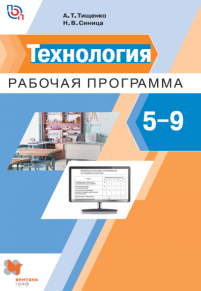 А. Т. Тищенко
Н. В. Синица
Технология
РАБОЧАЯ ПРОГРАММА
5–9
вентана
граф